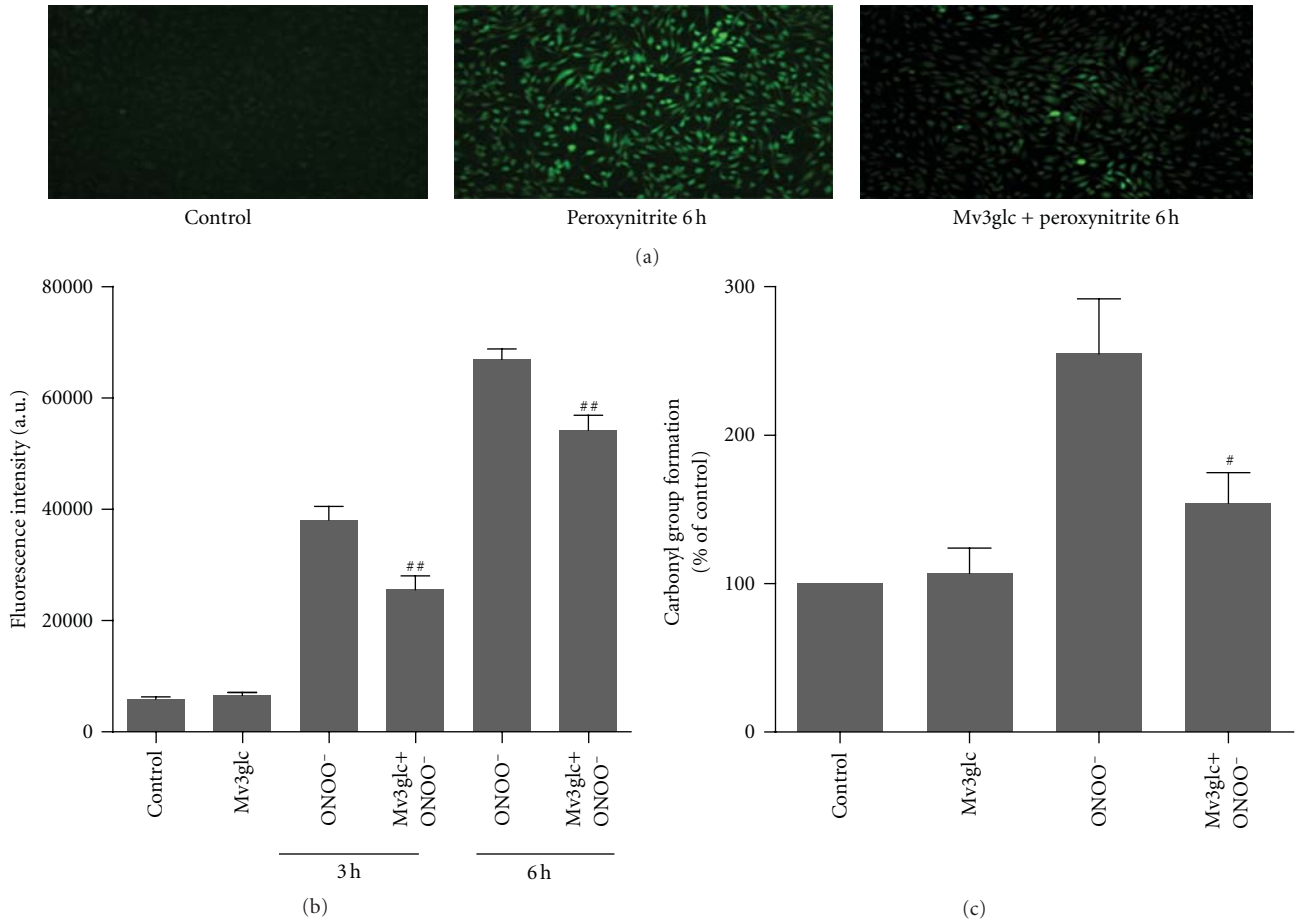 Control
Peroxynitrite 6 h
Mv3glc + peroxynitrite 6 h
(a)
80000
60000
40000
20000
0
Fluorescence intensity (a.u.)
##
##
Control
Mv3glc
ONOO⁻
Mv3glc+
ONOO⁻
ONOO⁻
Mv3glc+
ONOO⁻
3 h
6 h
(b)
300
200
100
0
Carbonyl group formation
(% of control)
#
Control
Mv3glc
ONOO⁻
Mv3glc+
ONOO⁻
(c)